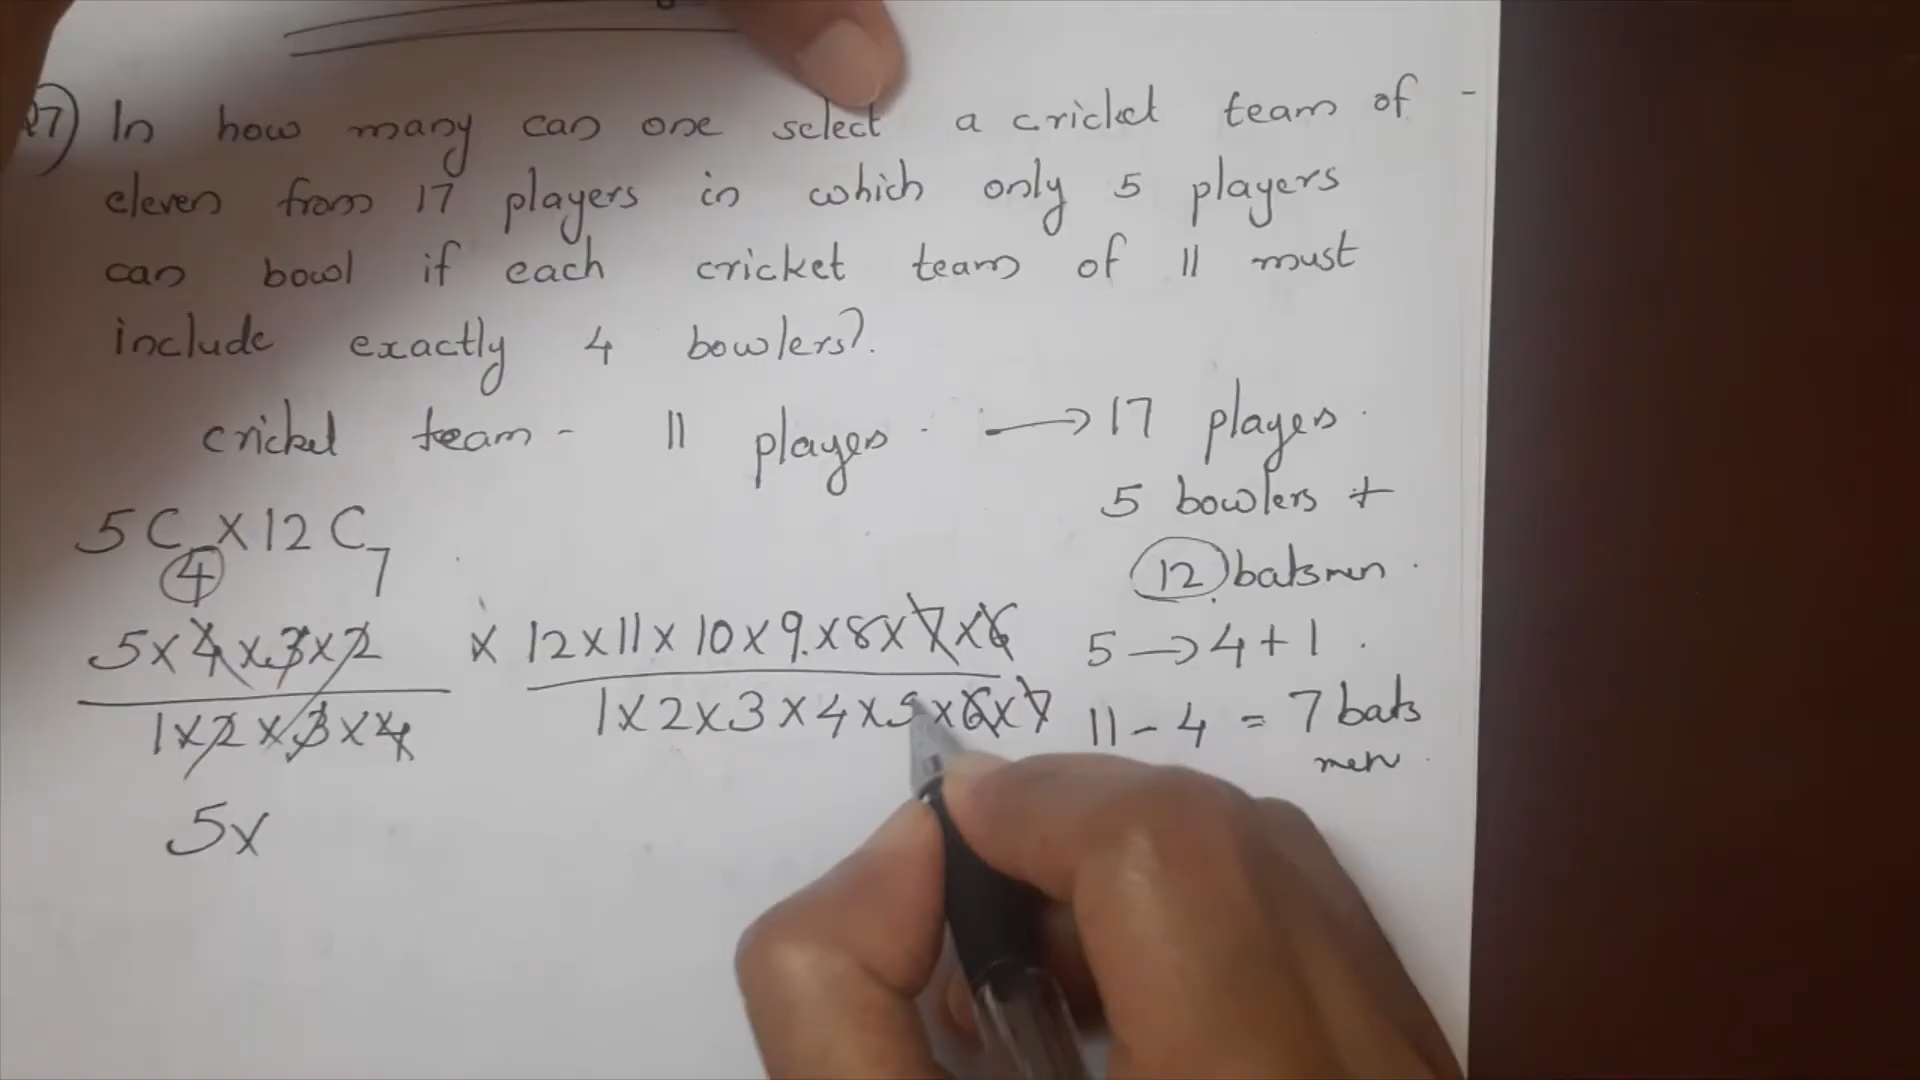 27) In how many can one select a cricket team of -
eleven from 17 players in which only 5 players
can bowl if each cricket team of 11 must
include exactly 4 bowlers?.
cricket team - 11 players. → 17 players.
5 bowlers +
12 batsmen.
5C4 x 12C7
5 x 4 x 3 x 2 x 12 x 11 x 10 x 9 x 8 x 7 x 6
1 x 2 x 3 x 4 1 x 2 x 3 x 4 x 5 x 6 x 7
5 → 4 + 1.
11 - 4 = 7 bats
men.
5x